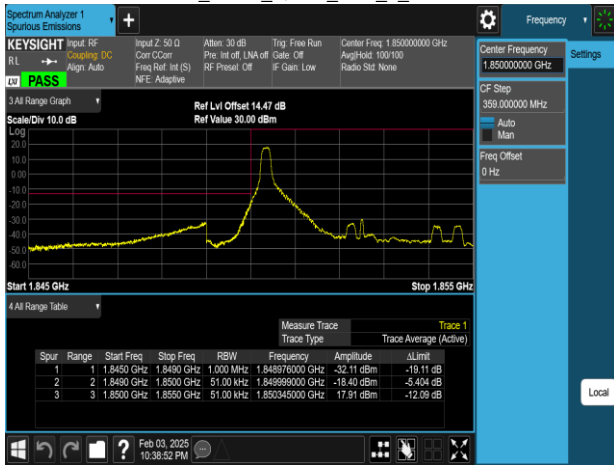 Spectrum Analyzer 1
Spurious Emissions
Frequency
KEYSIGHT
Input: RF
Coupling: DC
Align: Auto
Input Z: 50 Ω
Corr CCorr
Freq Ref: Int (S)
NFE: Adaptive
Atten: 30 dB
Pre: Int off, LNA off
RF Preset: Off
Trig: Free Run
Gate: Off
IF Gain: Low
Center Freq: 1.850000000 GHz
Avg|Hold: 100/100
Radio Std: None
RL
LXI
PASS
Center Frequency
1.850000000 GHz
Settings
CF Step
359.000000 MHz
Auto
Man
Freq Offset
0 Hz
3 All Range Graph
Scale/Div 10.0 dB
Ref Lvl Offset 14.47 dB
Ref Value 30.00 dBm
Log
20.0
10.0
0.00
-10.0
-20.0
-30.0
-40.0
-50.0
-60.0
Start 1.845 GHz
Stop 1.855 GHz
4 All Range Table
Measure Trace Trace 1
Trace Type Trace Average (Active)
Spur Range Start Freq Stop Freq RBW Frequency Amplitude ΔLimit
1 1 1.8450 GHz 1.8490 GHz 1.000 MHz 1.848976000 GHz -32.11 dBm -19.11 dB
2 2 1.8490 GHz 1.8500 GHz 51.00 kHz 1.849999000 GHz -18.40 dBm -5.404 dB
3 3 1.8500 GHz 1.8550 GHz 51.00 kHz 1.850345000 GHz 17.91 dBm -12.09 dB
Local
?
Feb 03, 2025
10:38:52 PM